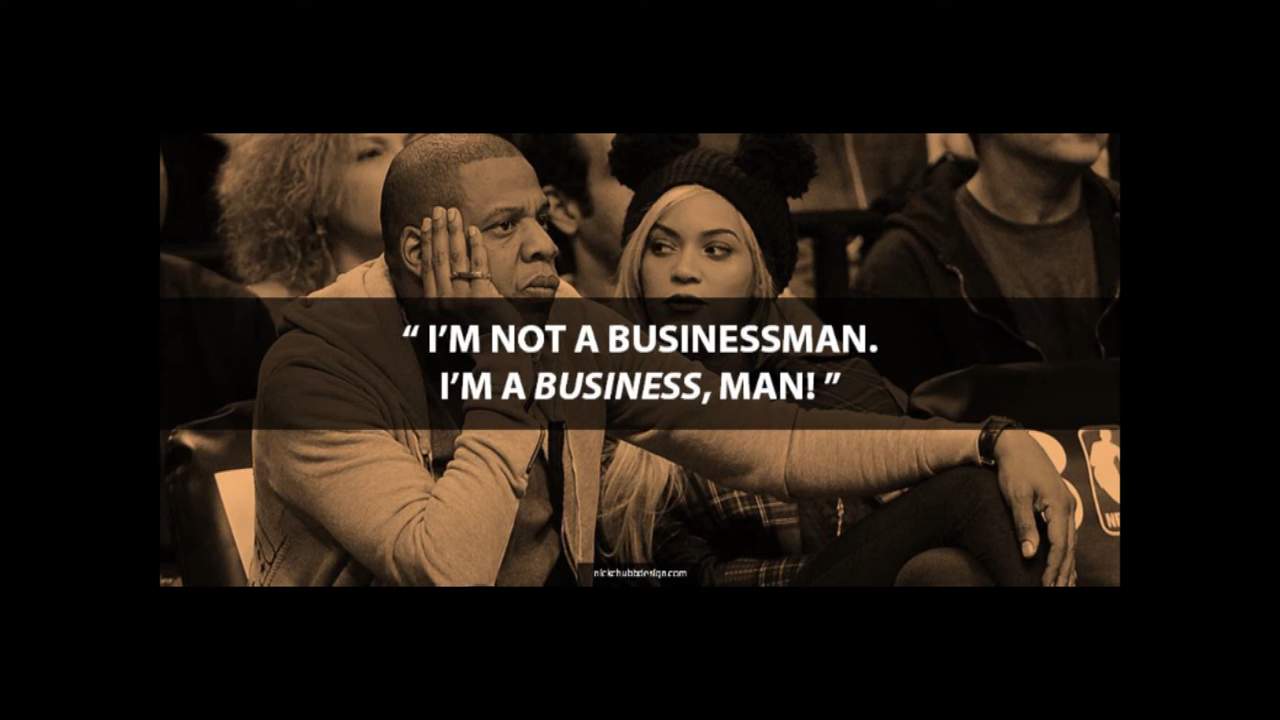 “ I’M NOT A BUSINESSMAN.
I’M A BUSINESS, MAN! ”
nickchubbdesign.com